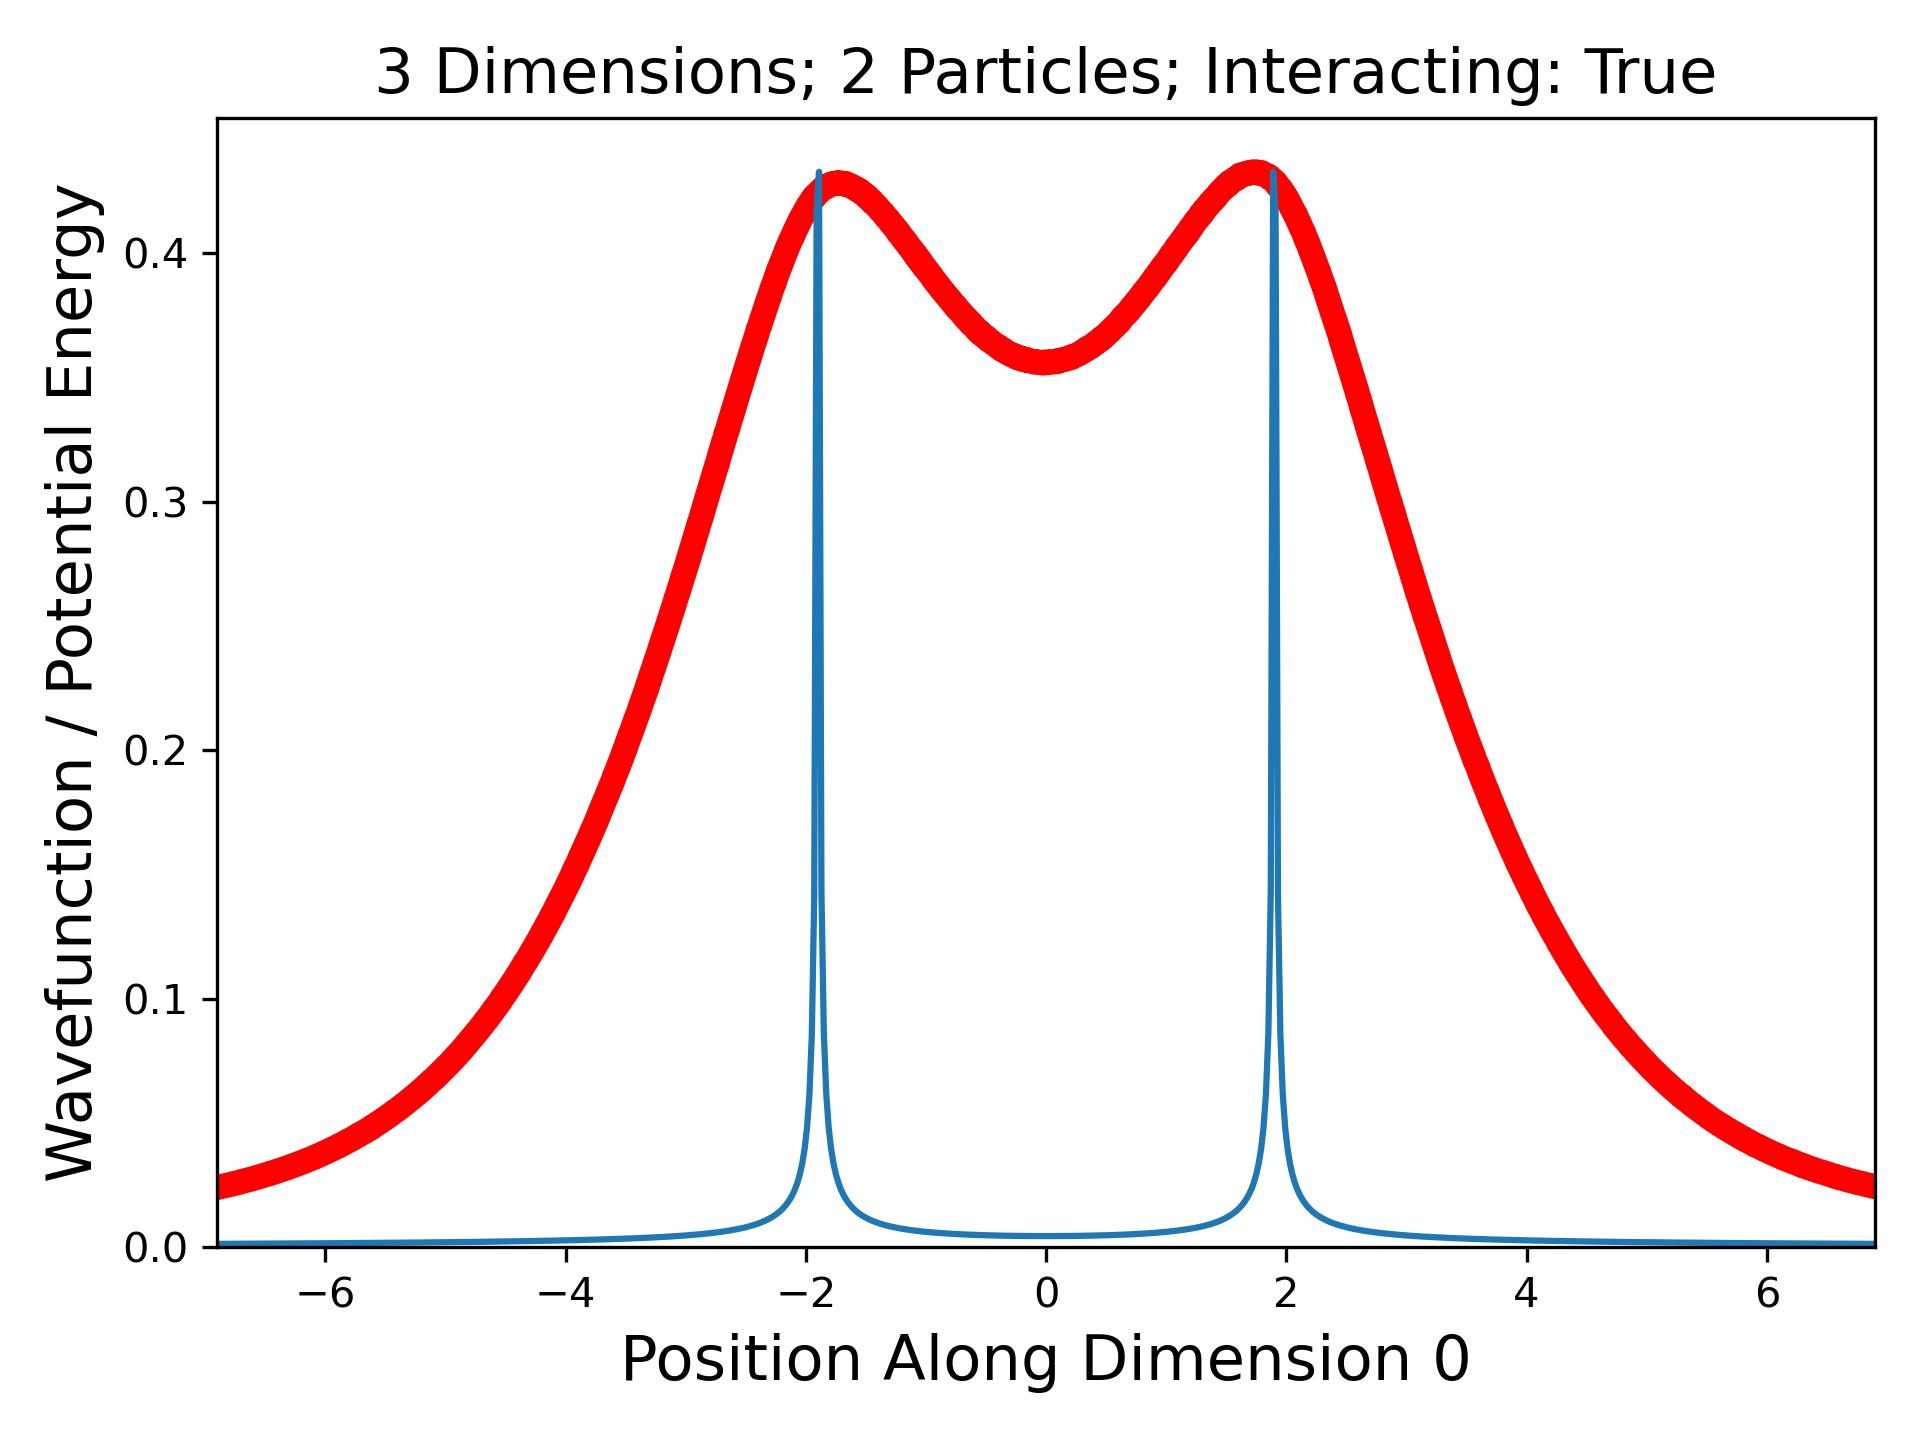 3 Dimensions; 2 Particles; Interacting: True
Wavefunction / Potential Energy
0.4
0.3
0.2
0.1
0.0
−6 −4 −2 0 2 4 6
Position Along Dimension 0